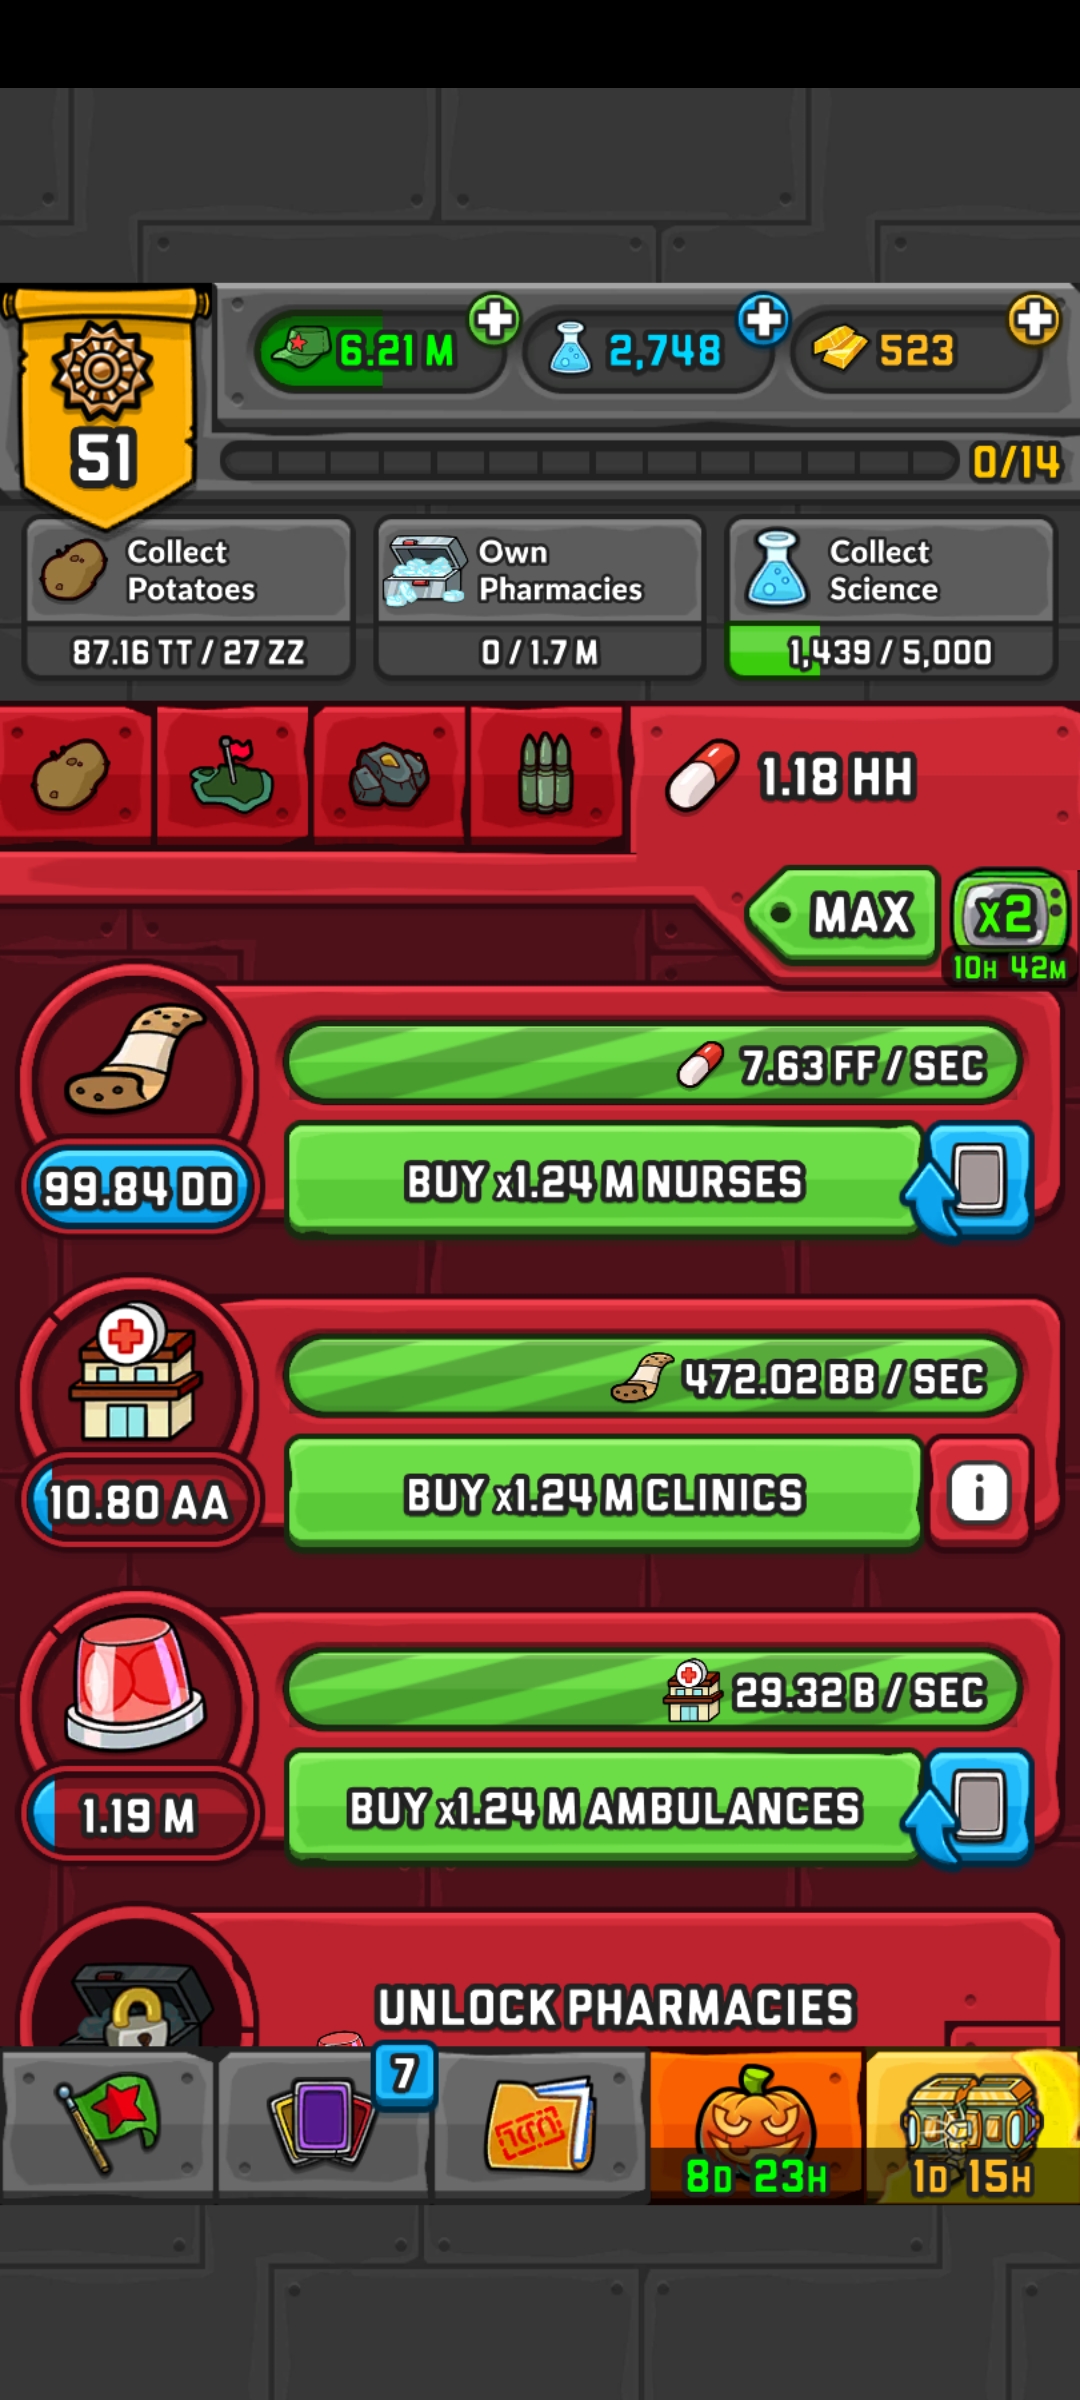 51
6.21 M
2,748
523
0/14
Collect
Potatoes
87.16 TT / 27 ZZ
Own
Pharmacies
0 / 1.7 M
Collect
Science
1,439 / 5,000
1.18 HH
MAX
x2
10H 42M
7.63 FF / SEC
99.84 DD
BUY x1.24 M NURSES
472.02 BB / SEC
10.80 AA
BUY x1.24 M CLINICS
i
29.32 B / SEC
1.19 M
BUY x1.24 M AMBULANCES
UNLOCK PHARMACIES
7
8D 23H
1D 15H